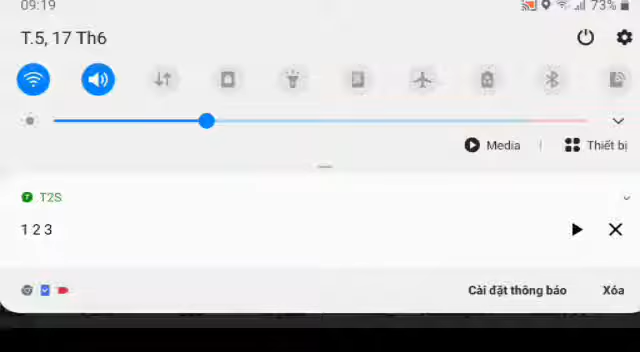 09:19
73%
T.5, 17 Th6
Media
Thiết bị
T2S
1 2 3
Cài đặt thông báo
Xóa